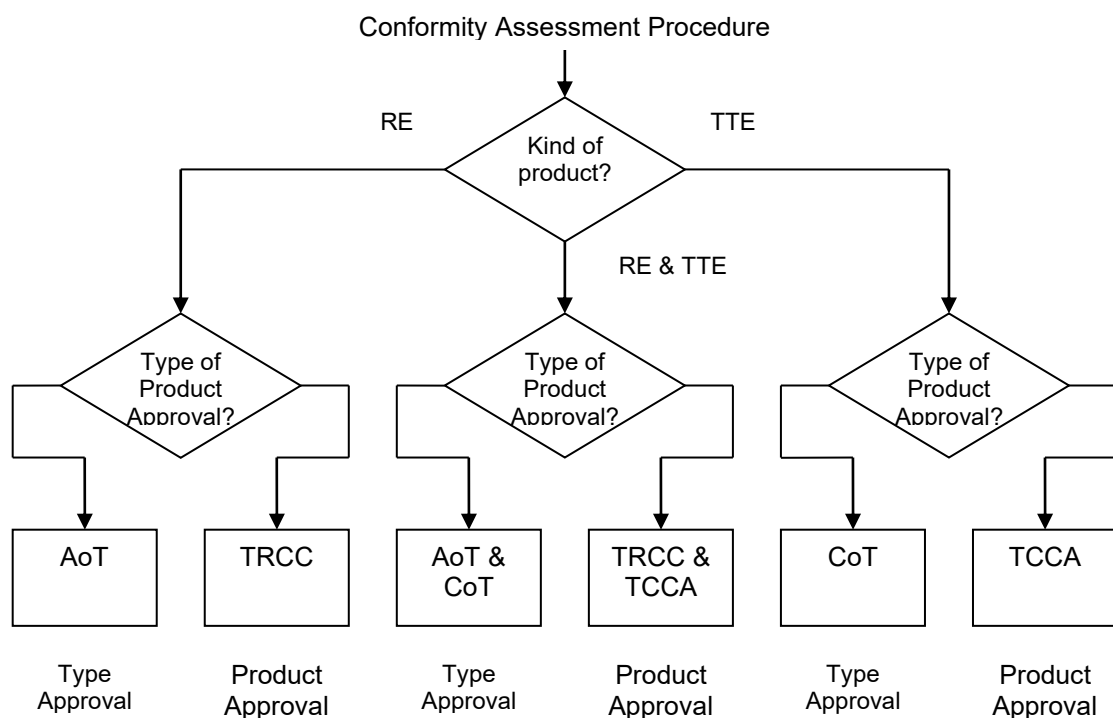 Conformity Assessment Procedure
RE
TTE
Kind of
product?
RE & TTE
Type of
Product
Approval?
Type of
Product
Approval?
Type of
Product
Approval?
AoT
TRCC
AoT &
CoT
TRCC &
TCCA
CoT
TCCA
Type
Approval
Product
Approval
Type
Approval
Product
Approval
Type
Approval
Product
Approval